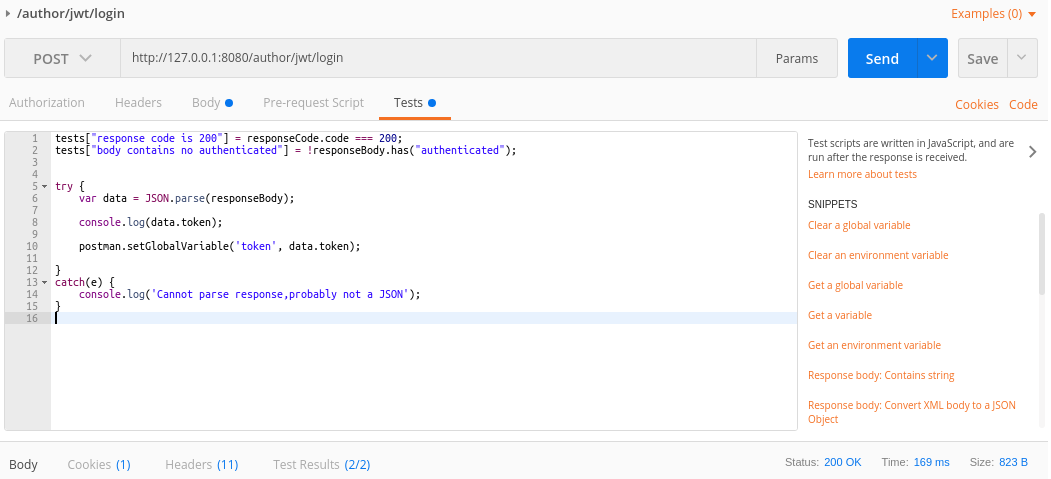 /author/jwt/login Examples (0)
POST http://127.0.0.1:8080/author/jwt/login Params Send Save
Authorization Headers Body Pre-request Script Tests Cookies Code
1 tests["response code is 200"] = responseCode.code === 200;
2 tests["body contains no authenticated"] = !responseBody.has("authenticated");
3
4
5 try {
6     var data = JSON.parse(responseBody);
7
8     console.log(data.token);
9
10     postman.setGlobalVariable('token', data.token);
11
12 }
13 catch(e) {
14     console.log('Cannot parse response,probably not a JSON');
15 }
16
Test scripts are written in JavaScript, and are
run after the response is received.
Learn more about tests
SNIPPETS
Clear a global variable
Clear an environment variable
Get a global variable
Get a variable
Get an environment variable
Response body: Contains string
Response body: Convert XML body to a JSON
Object
Body Cookies (1) Headers (11) Test Results (2/2) Status: 200 OK Time: 169 ms Size: 823 B